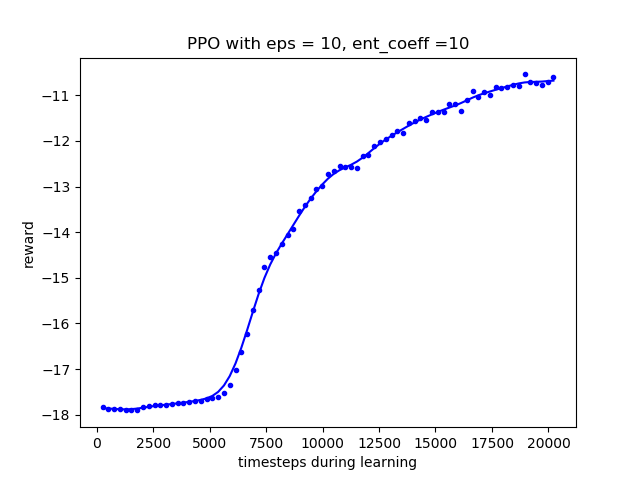 PPO with eps = 10, ent_coeff =10
reward
−11
−12
−13
−14
−15
−16
−17
−18
0 2500 5000 7500 10000 12500 15000 17500 20000
timesteps during learning